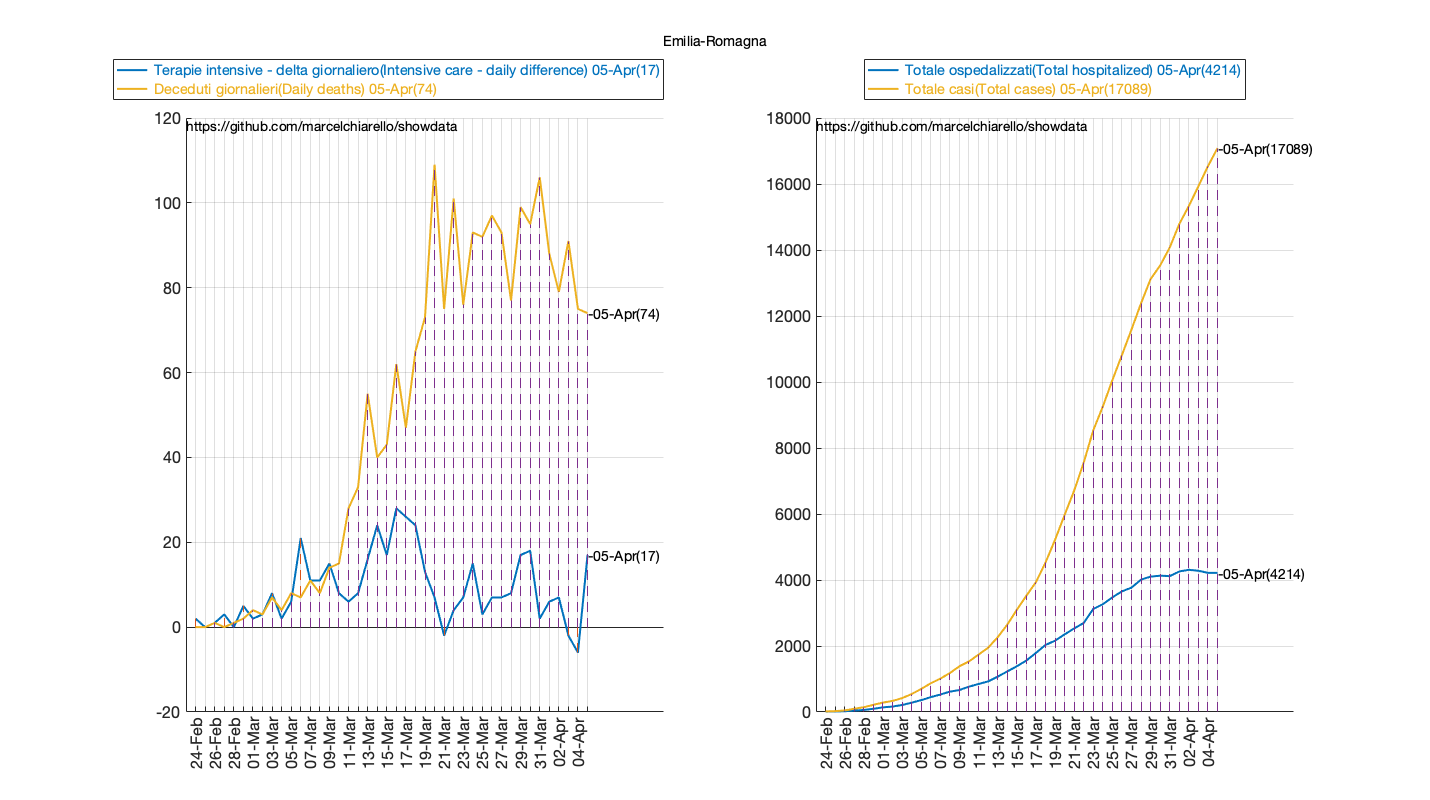 Emilia-Romagna
Terapie intensive - delta giornaliero(Intensive care - daily difference) 05-Apr(17)
Deceduti giornalieri(Daily deaths) 05-Apr(74)
https://github.com/marcelchiarello/showdata
120
100
80
60
40
20
0
-20
-05-Apr(74)
-05-Apr(17)
24-Feb
26-Feb
28-Feb
01-Mar
03-Mar
05-Mar
07-Mar
09-Mar
11-Mar
13-Mar
15-Mar
17-Mar
19-Mar
21-Mar
23-Mar
25-Mar
27-Mar
29-Mar
31-Mar
02-Apr
04-Apr
Totale ospedalizzati(Total hospitalized) 05-Apr(4214)
Totale casi(Total cases) 05-Apr(17089)
https://github.com/marcelchiarello/showdata
18000
16000
14000
12000
10000
8000
6000
4000
2000
0
-05-Apr(17089)
-05-Apr(4214)
24-Feb
26-Feb
28-Feb
01-Mar
03-Mar
05-Mar
07-Mar
09-Mar
11-Mar
13-Mar
15-Mar
17-Mar
19-Mar
21-Mar
23-Mar
25-Mar
27-Mar
29-Mar
31-Mar
02-Apr
04-Apr